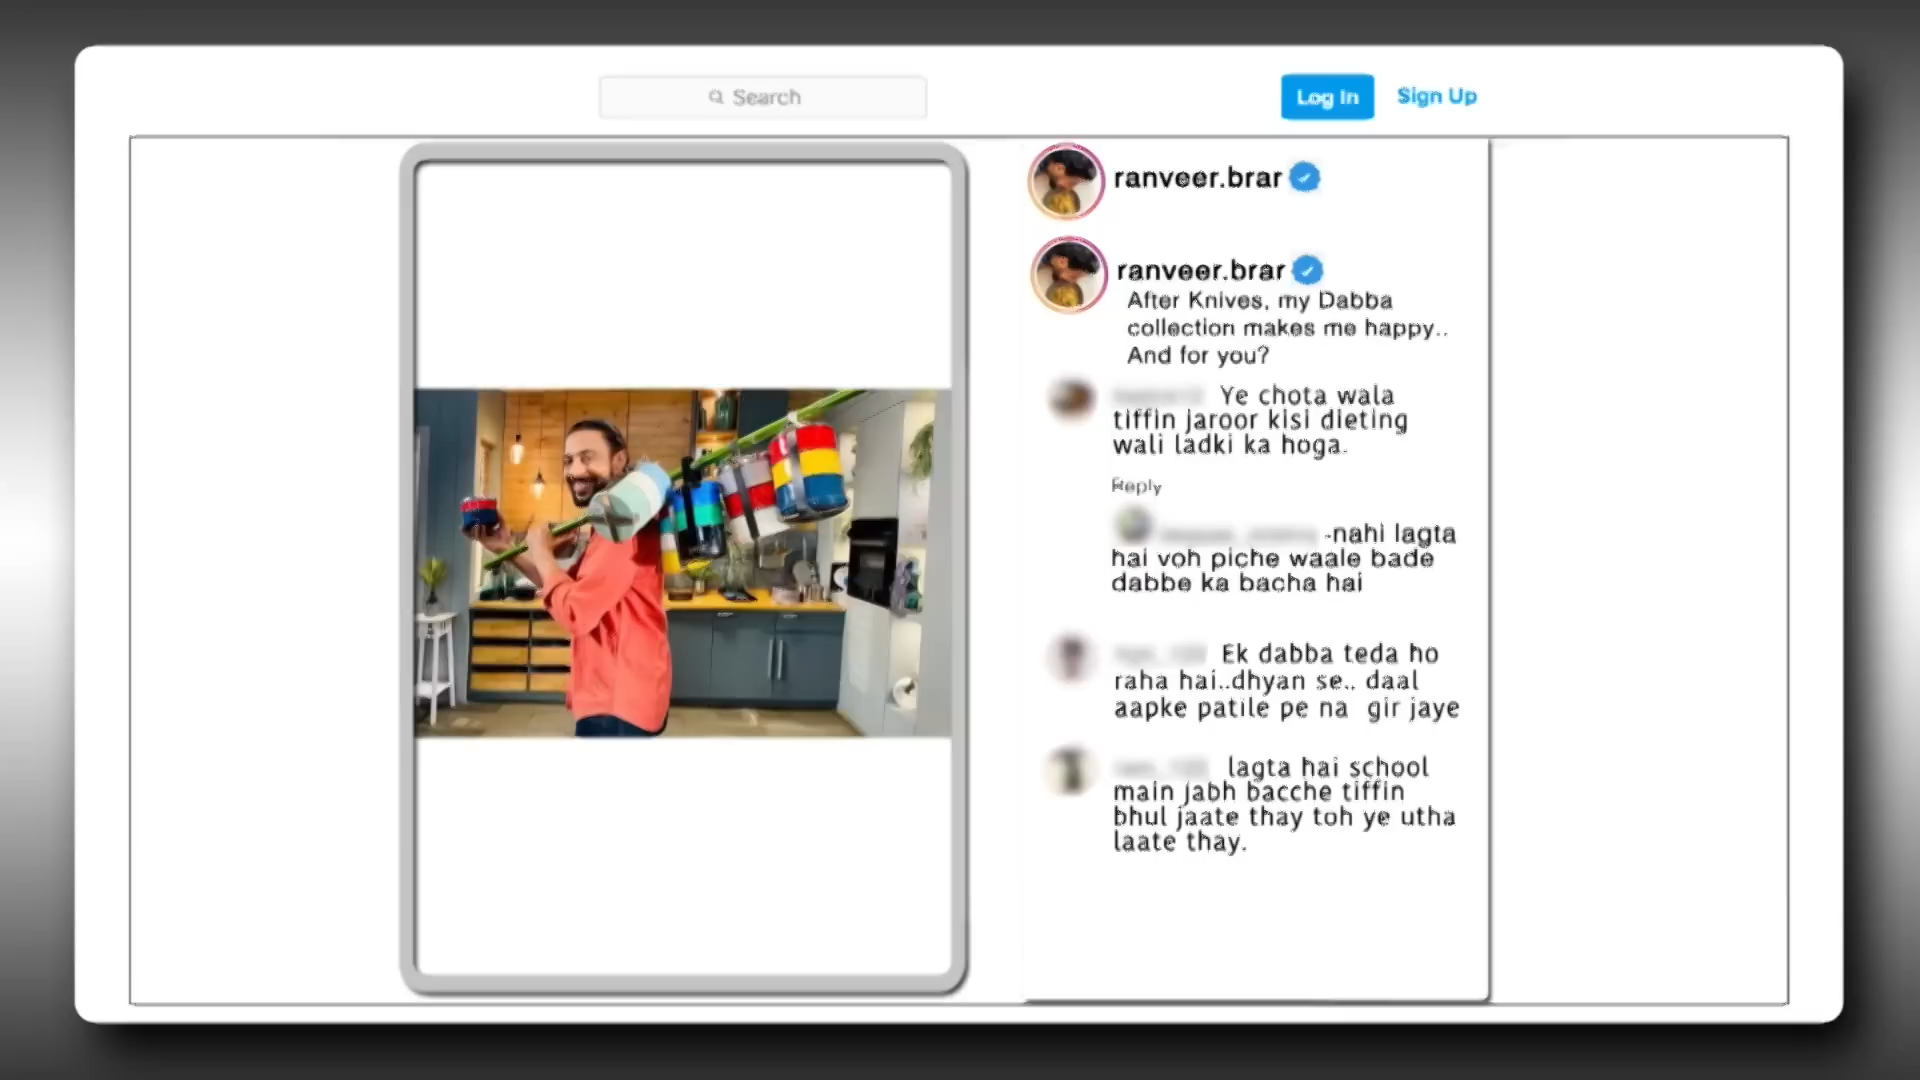 Search
Log In
Sign Up
ranveer.brar
ranveer.brar
After Knives, my Dabba
collection makes me happy..
And for you?
Ye chota wala
tiffin jaroor kisi dieting
wali ladki ka hoga.
Reply
-nahi lagta
hai voh piche waale bade
dabbe ka bacha hai
Ek dabba teda ho
raha hai..dhyan se.. daal
aapke patile pe na gir jaye
lagta hai school
main jabh bacche tiffin
bhul jaate thay toh ye utha
laate thay.